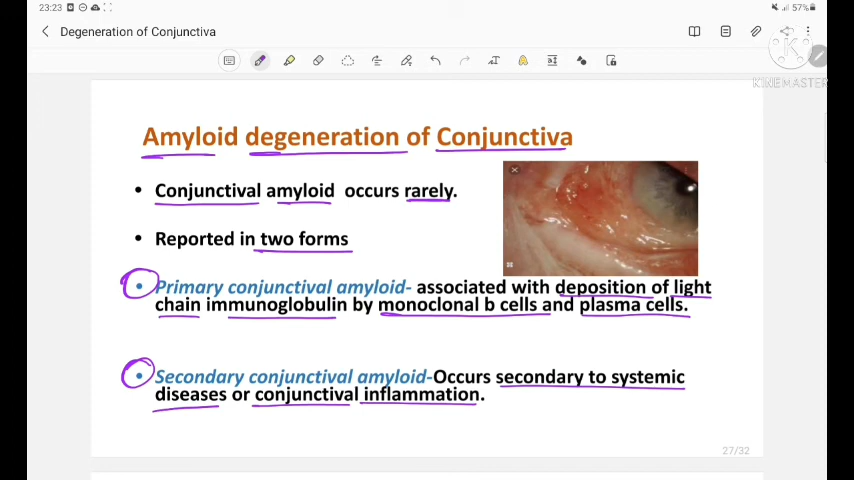 23:23
57%
Degeneration of Conjunctiva
KINEMASTER
Amyloid degeneration of Conjunctiva
• Conjunctival amyloid occurs rarely.
• Reported in two forms
• Primary conjunctival amyloid- associated with deposition of light
chain immunoglobulin by monoclonal b cells and plasma cells.
• Secondary conjunctival amyloid-Occurs secondary to systemic
diseases or conjunctival inflammation.
27/32